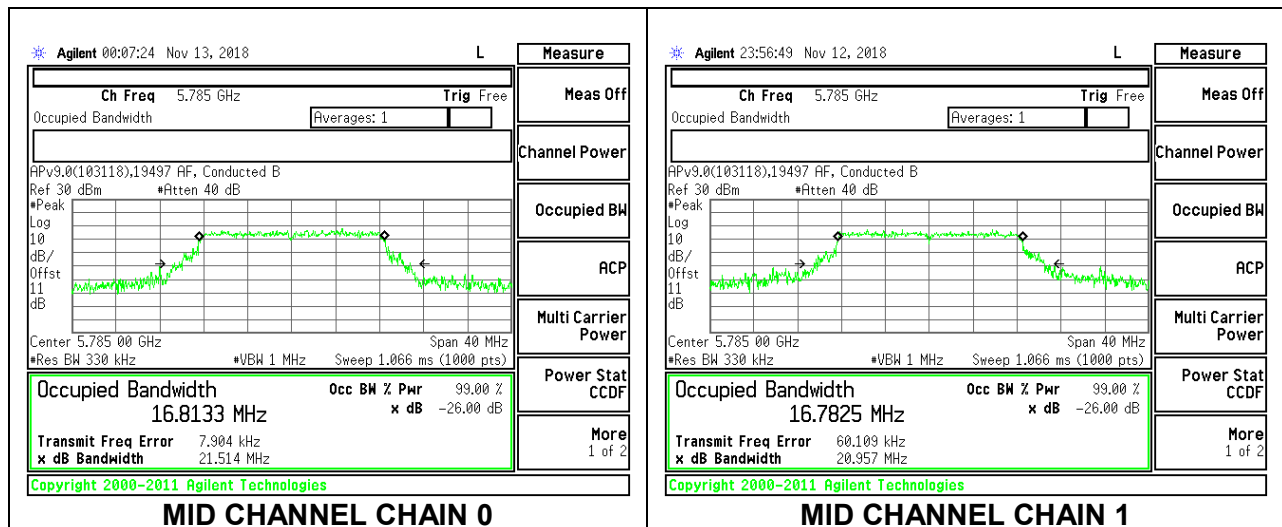 Agilent 00:07:24 Nov 13, 2018 L Measure
Ch Freq 5.785 GHz Trig Free
Occupied Bandwidth Averages: 1
APv9.0(103118),19497 AF, Conducted B
Ref 30 dBm #Atten 40 dB
#Peak
Log
10
dB/
Offst
11
dB
Center 5.785 00 GHz Span 40 MHz
#Res BW 330 kHz #VBW 1 MHz Sweep 1.066 ms (1000 pts)
Occupied Bandwidth Occ BW % Pwr 99.00 %
16.8133 MHz x dB -26.00 dB
Transmit Freq Error 7.904 kHz
x dB Bandwidth 21.514 MHz
Copyright 2000-2011 Agilent Technologies
Meas Off
Channel Power
Occupied BW
ACP
Multi Carrier
Power
Power Stat
CCDF
More
1 of 2
MID CHANNEL CHAIN 0
Agilent 23:56:49 Nov 12, 2018 L Measure
Ch Freq 5.785 GHz Trig Free
Occupied Bandwidth Averages: 1
APv9.0(103118),19497 AF, Conducted B
Ref 30 dBm #Atten 40 dB
#Peak
Log
10
dB/
Offst
11
dB
Center 5.785 00 GHz Span 40 MHz
#Res BW 330 kHz #VBW 1 MHz Sweep 1.066 ms (1000 pts)
Occupied Bandwidth Occ BW % Pwr 99.00 %
16.7825 MHz x dB -26.00 dB
Transmit Freq Error 60.109 kHz
x dB Bandwidth 20.957 MHz
Copyright 2000-2011 Agilent Technologies
Meas Off
Channel Power
Occupied BW
ACP
Multi Carrier
Power
Power Stat
CCDF
More
1 of 2
MID CHANNEL CHAIN 1